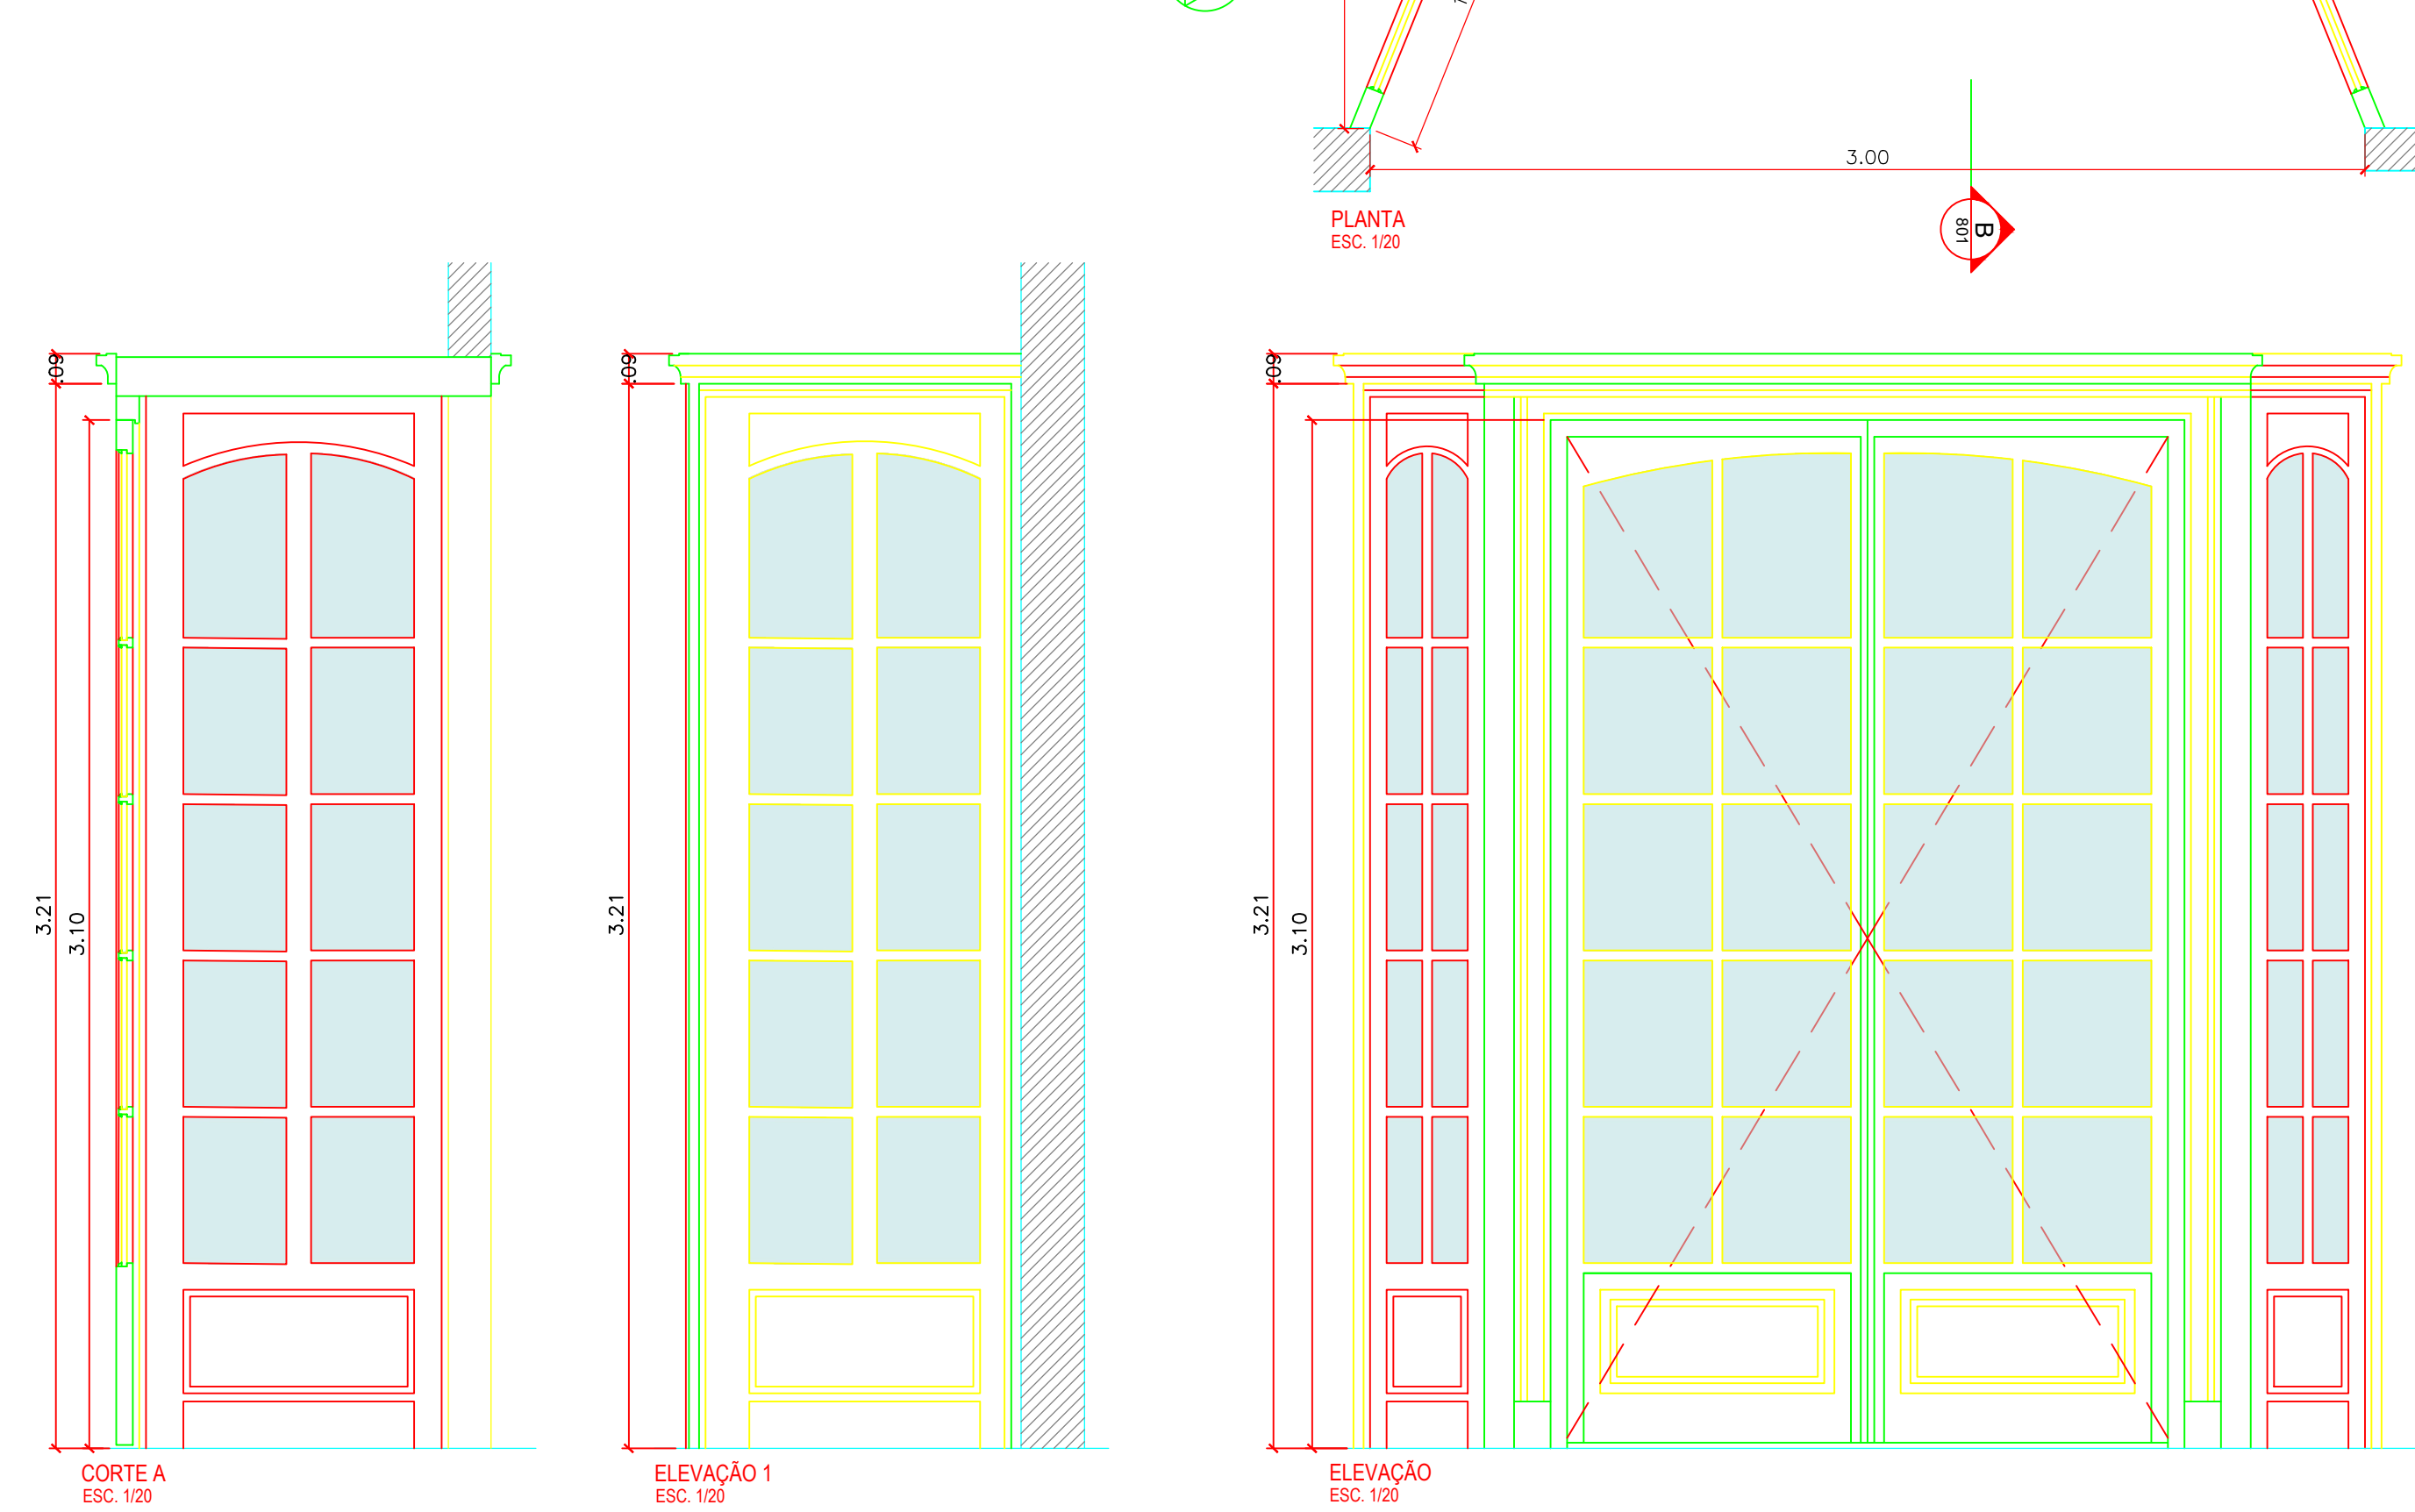 3.00
PLANTA
ESC. 1/20
B
801
.09
3.21
3.10
CORTE A
ESC. 1/20
.09
3.21
ELEVAÇÃO 1
ESC. 1/20
.09
3.21
3.10
ELEVAÇÃO
ESC. 1/20